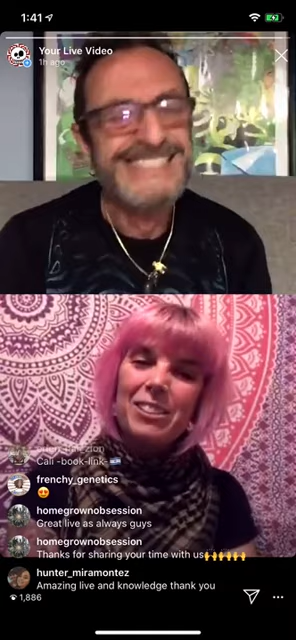 1:41
Your Live Video
1h ago
Cali -book-link- 🇮🇱
frenchy_genetics
😍
homegrownobsession
Great live as always guys
homegrownobsession
Thanks for sharing your time with us🙌🙌🙌🙌
hunter_miramontez
Amazing live and knowledge thank you
1,886